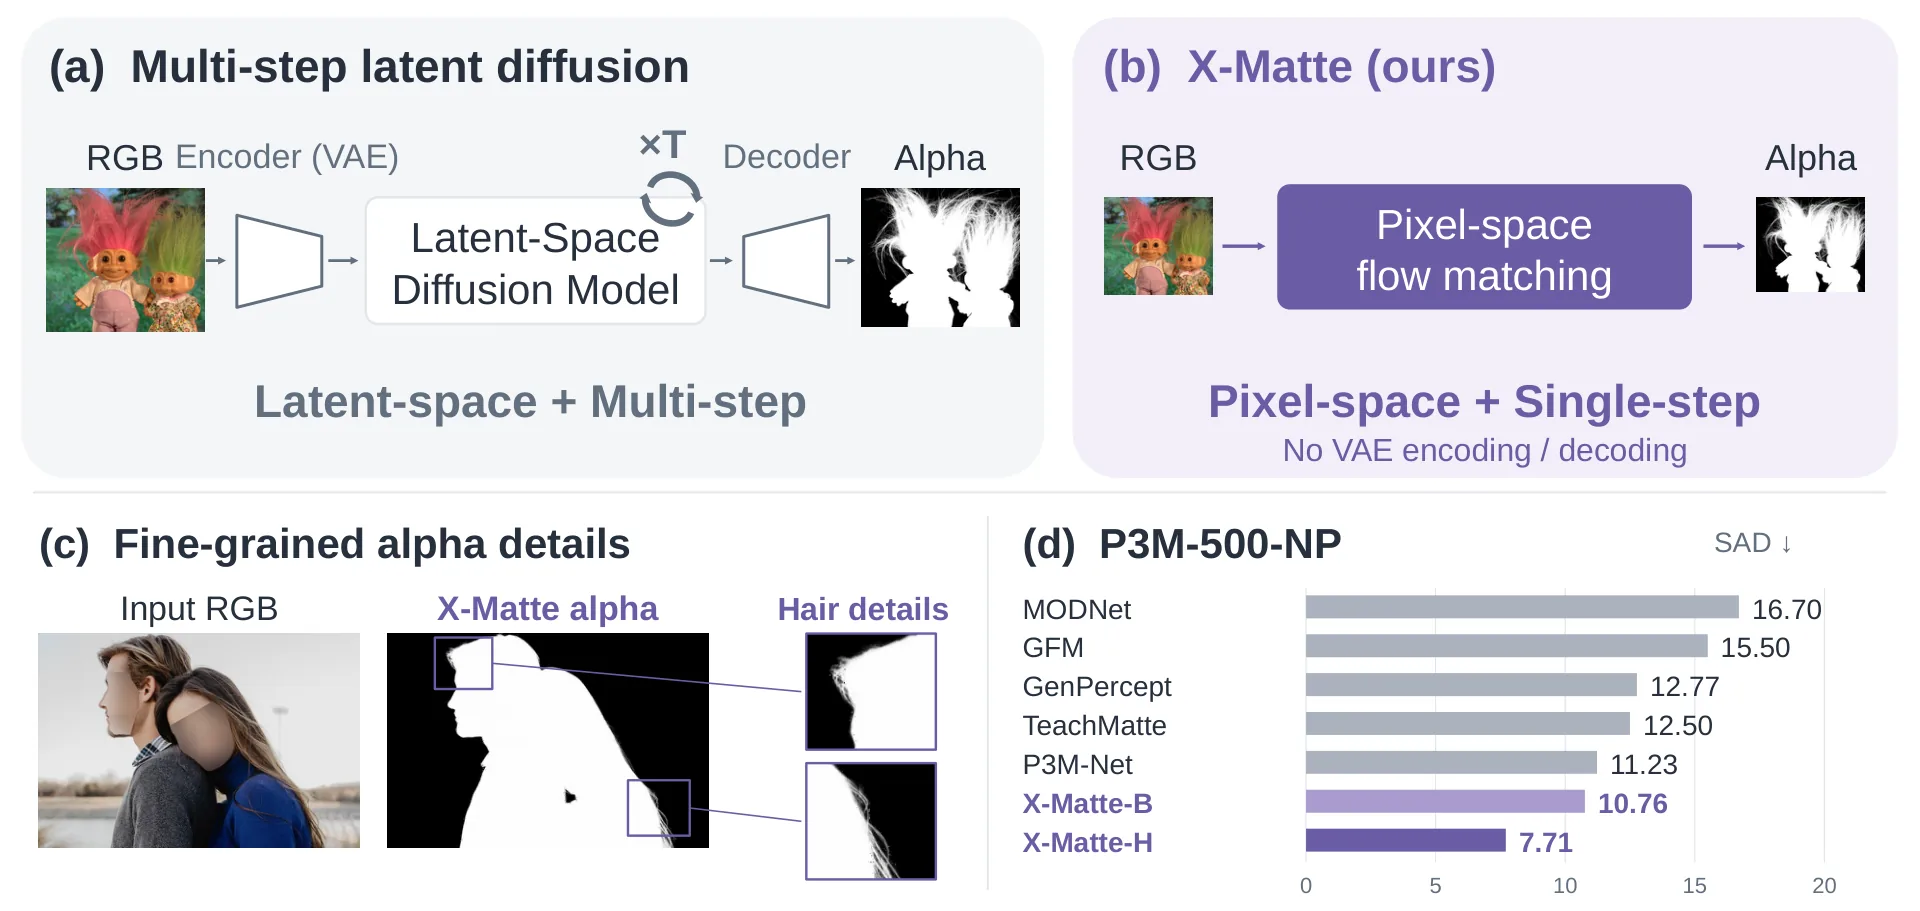 (a) Multi-step latent diffusion
RGB Encoder (VAE) ×T Decoder Alpha
Latent-Space
Diffusion Model
Latent-space + Multi-step
(b) X-Matte (ours)
RGB Alpha
Pixel-space
flow matching
Pixel-space + Single-step
No VAE encoding / decoding
(c) Fine-grained alpha details
Input RGB X-Matte alpha Hair details
(d) P3M-500-NP SAD ↓
MODNet 16.70
GFM 15.50
GenPercept 12.77
TeachMatte 12.50
P3M-Net 11.23
X-Matte-B 10.76
X-Matte-H 7.71
0 5 10 15 20